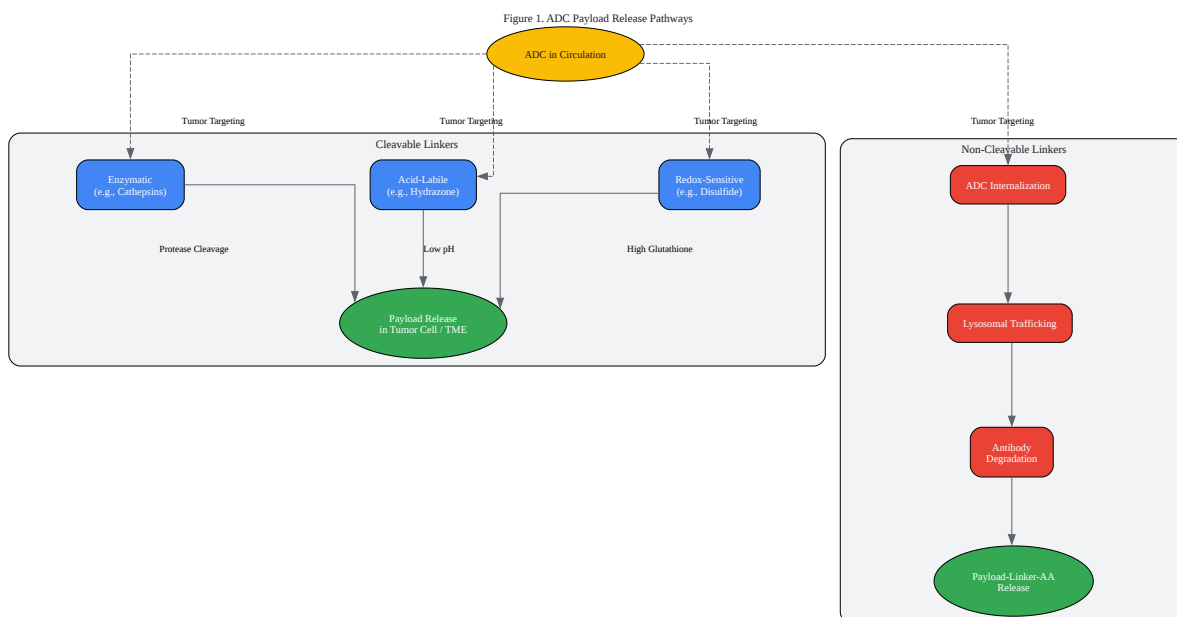 Figure 1. ADC Payload Release Pathways
ADC in Circulation
Tumor Targeting
Tumor Targeting
Tumor Targeting
Tumor Targeting
Cleavable Linkers
Non-Cleavable Linkers
Enzymatic
(e.g., Cathepsins)
Acid-Labile
(e.g., Hydrazone)
Redox-Sensitive
(e.g., Disulfide)
ADC Internalization
Protease Cleavage
Low pH
High Glutathione
Payload Release
in Tumor Cell / TME
Lysosomal Trafficking
Antibody
Degradation
Payload-Linker-AA
Release